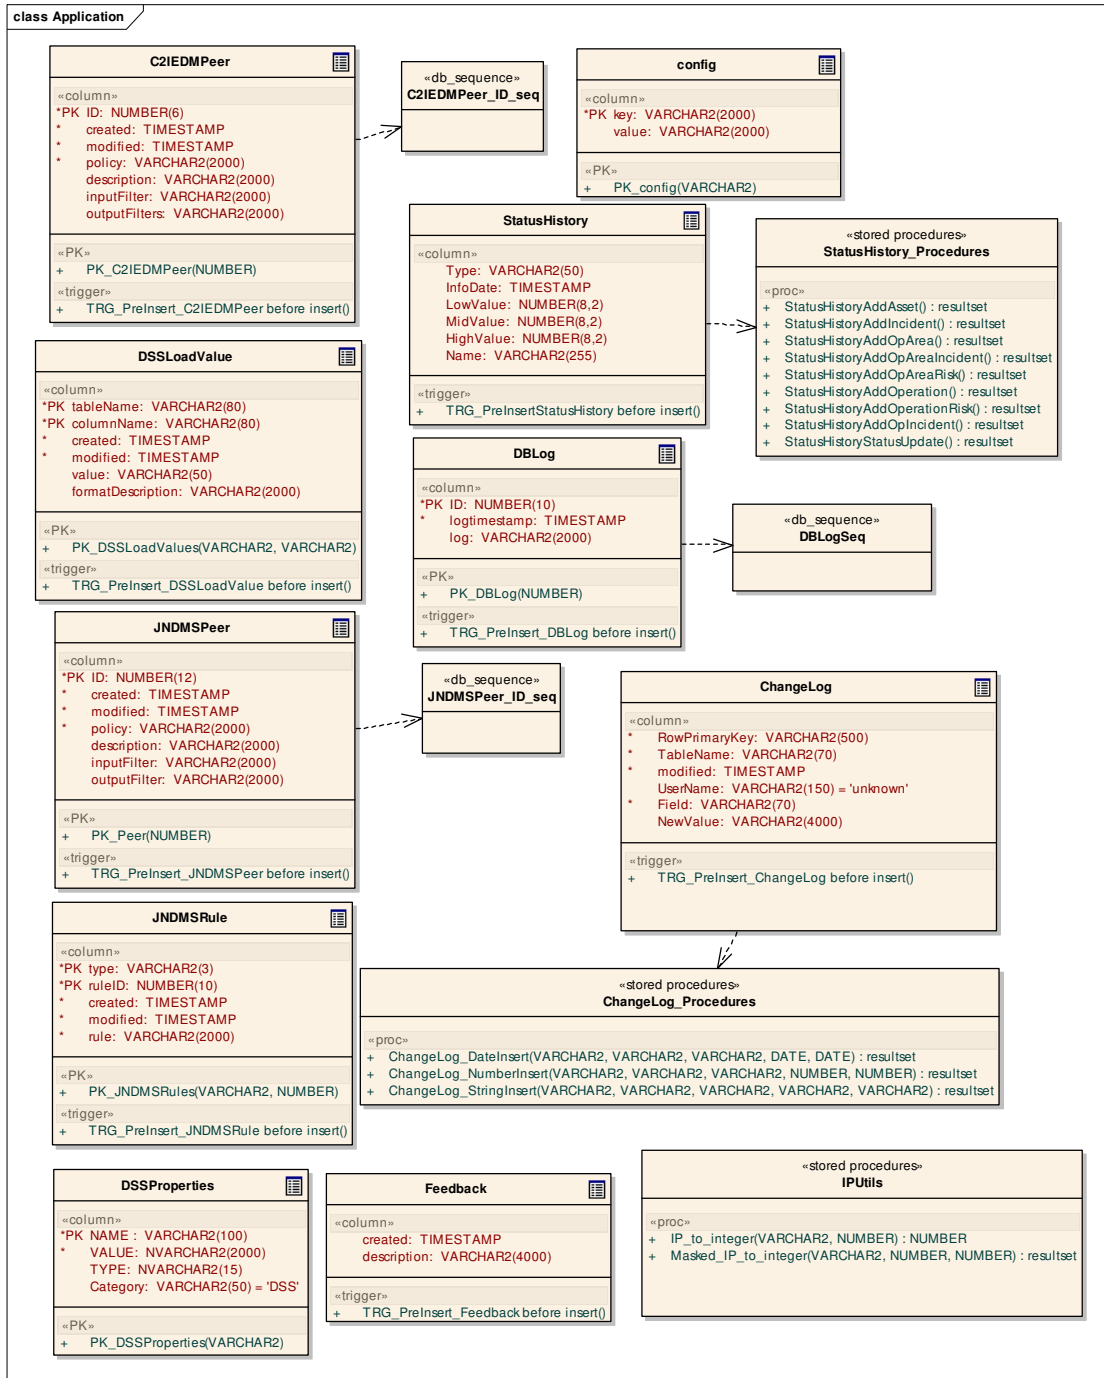 class Application
C2IEDMPeer
«column»
*PK ID: NUMBER(6)
* created: TIMESTAMP
* modified: TIMESTAMP
* policy: VARCHAR2(2000)
description: VARCHAR2(2000)
inputFilter: VARCHAR2(2000)
outputFilters: VARCHAR2(2000)
«PK»
+ PK_C2IEDMPeer(NUMBER)
«trigger»
+ TRG_PreInsert_C2IEDMPeer before insert()
«db_sequence»
C2IEDMPeer_ID_seq
config
«column»
*PK key: VARCHAR2(2000)
value: VARCHAR2(2000)
«PK»
+ PK_config(VARCHAR2)
StatusHistory
«column»
Type: VARCHAR2(50)
InfoDate: TIMESTAMP
LowValue: NUMBER(8,2)
MidValue: NUMBER(8,2)
HighValue: NUMBER(8,2)
Name: VARCHAR2(255)
«trigger»
+ TRG_PreInsertStatusHistory before insert()
«stored procedures»
StatusHistory_Procedures
«proc»
+ StatusHistoryAddAsset() : resultset
+ StatusHistoryAddIncident() : resultset
+ StatusHistoryAddOpArea() : resultset
+ StatusHistoryAddOpAreaIncident() : resultset
+ StatusHistoryAddOpAreaRisk() : resultset
+ StatusHistoryAddOperation() : resultset
+ StatusHistoryAddOperationRisk() : resultset
+ StatusHistoryAddOpIncident() : resultset
+ StatusHistoryStatusUpdate() : resultset
DSSLoadValue
«column»
*PK tableName: VARCHAR2(80)
*PK columnName: VARCHAR2(80)
* created: TIMESTAMP
* modified: TIMESTAMP
value: VARCHAR2(50)
formatDescription: VARCHAR2(2000)
«PK»
+ PK_DSSLoadValues(VARCHAR2, VARCHAR2)
«trigger»
+ TRG_PreInsert_DSSLoadValue before insert()
DBLog
«column»
*PK ID: NUMBER(10)
* logtimestamp: TIMESTAMP
log: VARCHAR2(2000)
«PK»
+ PK_DBLog(NUMBER)
«trigger»
+ TRG_PreInsert_DBLog before insert()
«db_sequence»
DBLogSeq
JNDMSPeer
«column»
*PK ID: NUMBER(12)
* created: TIMESTAMP
* modified: TIMESTAMP
* policy: VARCHAR2(2000)
description: VARCHAR2(2000)
inputFilter: VARCHAR2(2000)
outputFilter: VARCHAR2(2000)
«PK»
+ PK_Peer(NUMBER)
«trigger»
+ TRG_PreInsert_JNDMSPeer before insert()
«db_sequence»
JNDMSPeer_ID_seq
ChangeLog
«column»
* RowPrimaryKey: VARCHAR2(500)
* TableName: VARCHAR2(70)
* modified: TIMESTAMP
UserName: VARCHAR2(150) = 'unknown'
* Field: VARCHAR2(70)
NewValue: VARCHAR2(4000)
«trigger»
+ TRG_PreInsert_ChangeLog before insert()
JNDMSRule
«column»
*PK type: VARCHAR2(3)
*PK ruleID: NUMBER(10)
* created: TIMESTAMP
* modified: TIMESTAMP
* rule: VARCHAR2(2000)
«PK»
+ PK_JNDMSRules(VARCHAR2, NUMBER)
«trigger»
+ TRG_PreInsert_JNDMSRule before insert()
«stored procedures»
ChangeLog_Procedures
«proc»
+ ChangeLog_DateInsert(VARCHAR2, VARCHAR2, VARCHAR2, DATE, DATE) : resultset
+ ChangeLog_NumberInsert(VARCHAR2, VARCHAR2, VARCHAR2, NUMBER, NUMBER) : resultset
+ ChangeLog_StringInsert(VARCHAR2, VARCHAR2, VARCHAR2, VARCHAR2, VARCHAR2) : resultset
DSSProperties
«column»
*PK NAME : VARCHAR2(100)
* VALUE: NVARCHAR2(2000)
TYPE: NVARCHAR2(15)
Category: VARCHAR2(50) = 'DSS'
«PK»
+ PK_DSSProperties(VARCHAR2)
Feedback
«column»
created: TIMESTAMP
description: VARCHAR2(4000)
«trigger»
+ TRG_PreInsert_Feedback before insert()
«stored procedures»
IPUtils
«proc»
+ IP_to_integer(VARCHAR2, NUMBER) : NUMBER
+ Masked_IP_to_integer(VARCHAR2, NUMBER, NUMBER) : resultset